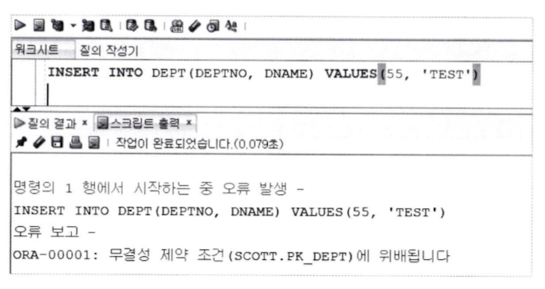 워크시트 질의 작성기
INSERT INTO DEPT(DEPTNO, DNAME) VALUES(55, 'TEST')
질의 결과 × 스크립트 출력 ×
작업이 완료되었습니다.(0,079초)
명령의 1 행에서 시작하는 중 오류 발생 -
INSERT INTO DEPT(DEPTNO, DNAME) VALUES(55, 'TEST')
오류 보고 -
ORA-00001: 무결성 제약 조건(SCOTT.PK_DEPT)에 위배됩니다